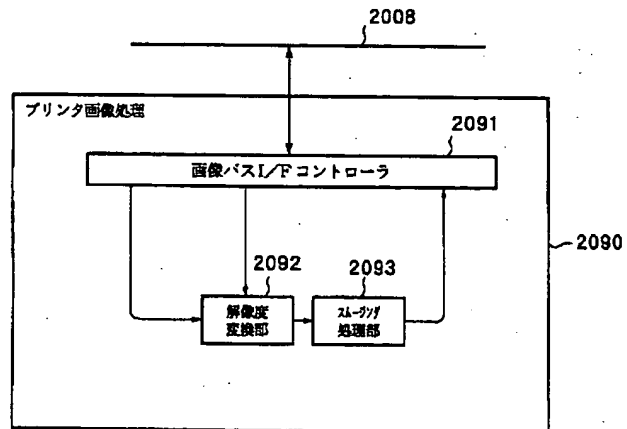 2008
プリンタ画像処理
2091
画像バスI/Fコントローラ
2090
2092
2093
解像度
変換部
スムージング
処理部